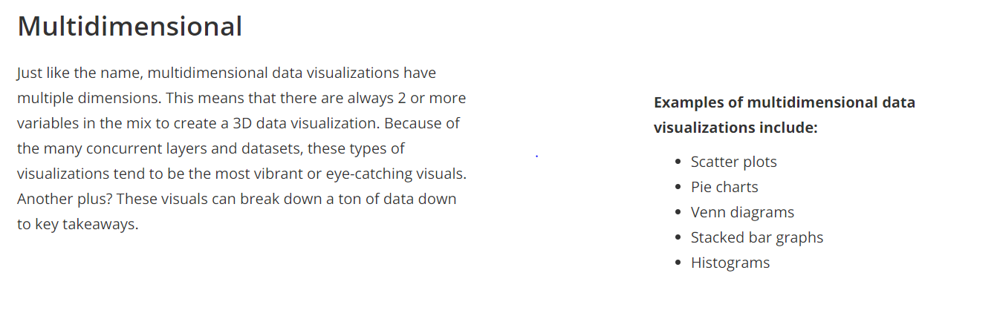 Multidimensional
Just like the name, multidimensional data visualizations have
multiple dimensions. This means that there are always 2 or more
variables in the mix to create a 3D data visualization. Because of
the many concurrent layers and datasets, these types of
visualizations tend to be the most vibrant or eye-catching visuals.
Another plus? These visuals can break down a ton of data down
to key takeaways.
Examples of multidimensional data
visualizations include:
• Scatter plots
• Pie charts
• Venn diagrams
• Stacked bar graphs
• Histograms